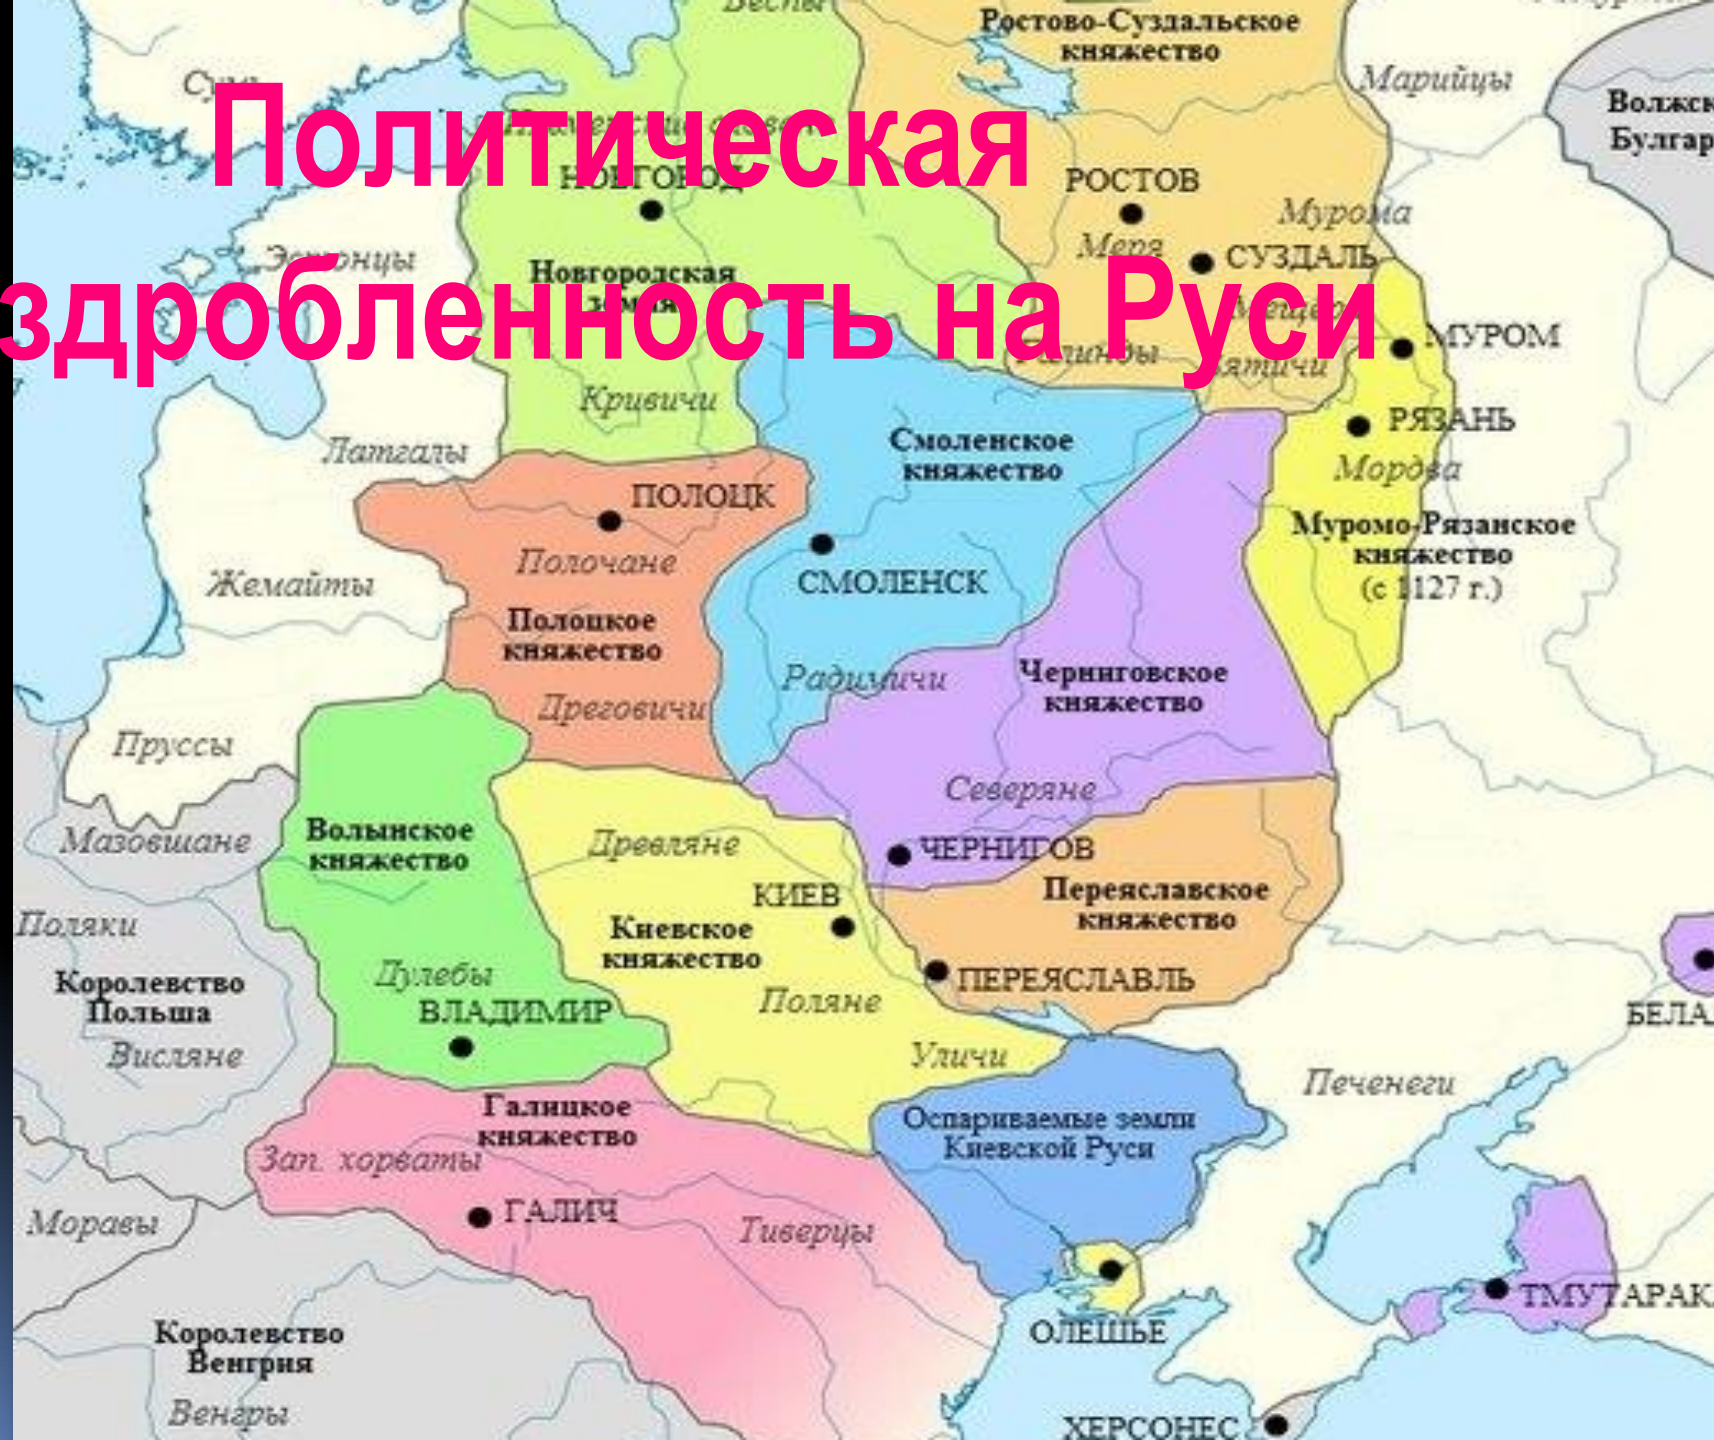 Политическая
здробленность на Руси
Ростово-Суздальское
княжество
Марийцы
Волжск
Булгар
НОВГОРОД
РОСТОВ
Мурома
Меря
СУЗДАЛЬ
Эстонцы
Новгородская
земля
МУРОМ
Кривичи
РЯЗАНЬ
Мордва
Латгалы
Смоленское
княжество
ПОЛОЦК
Муромо-Рязанское
княжество
(с 1127 г.)
Полочане
СМОЛЕНСК
Жемайты
Полоцкое
княжество
Радимичи
Черниговское
княжество
Дреговичи
Пруссы
Северяне
Мазовшане
Волынское
княжество
Древляне
ЧЕРНИГОВ
КИЕВ
Переяславское
княжество
Поляки
Киевское
княжество
Дулебы
ПЕРЕЯСЛАВЛЬ
Королевство
Польша
ВЛАДИМИР
Поляне
БЕЛА
Висляне
Уличи
Печенеги
Галицкое
княжество
Оспариваемые земли
Киевской Руси
Зап. хорваты
ГАЛИЧ
Моравы
Тиверцы
ТМУТАРАК
ОЛЕШЬЕ
Королевство
Венгрия
Венгры
ХЕРСОНЕС